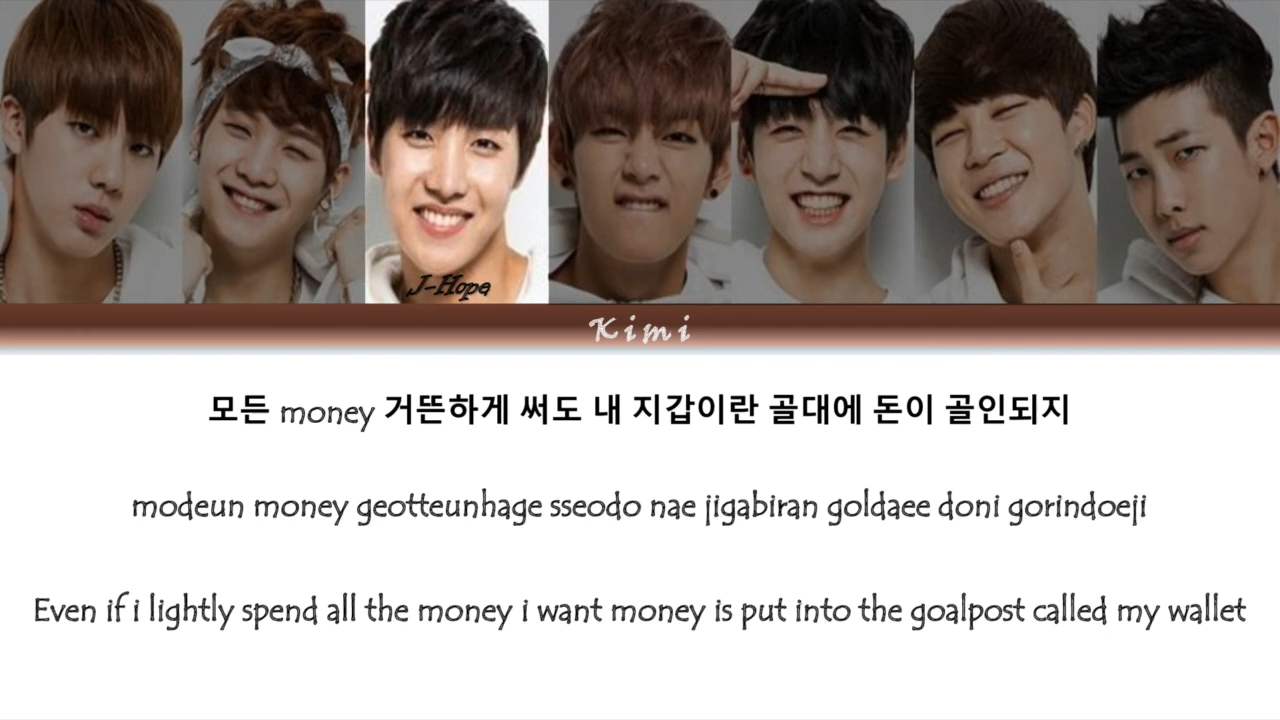 J-Hope
Kimi
모든 money 거뜬하게 써도 내 지갑이란 골대에 돈이 골인되지
modeun money geotteunhage sseodo nae jigabiran goldaee doni gorindoeji
Even if i lightly spend all the money i want money is put into the goalpost called my wallet